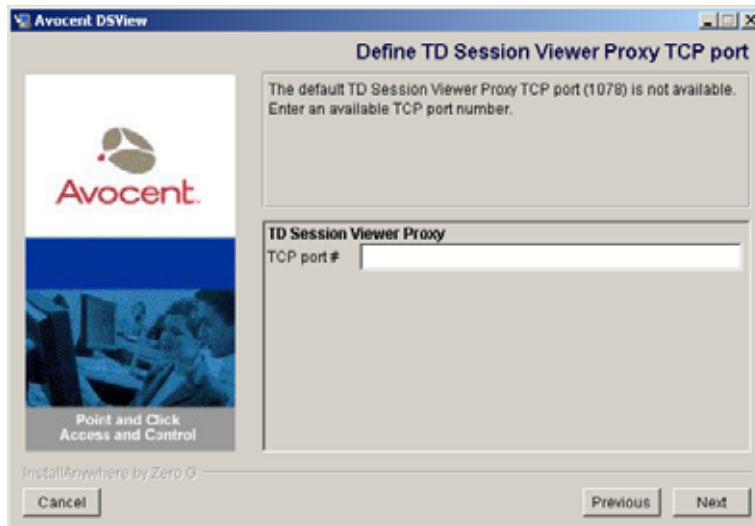 Avocent DSView
Define TD Session Viewer Proxy TCP port
The default TD Session Viewer Proxy TCP port (1078) is not available.
Enter an available TCP port number.
Avocent.
TD Session Viewer Proxy
TCP port #
Point and Click
Access and Control
InstallAnywhere by Zero G
Cancel
Previous
Next